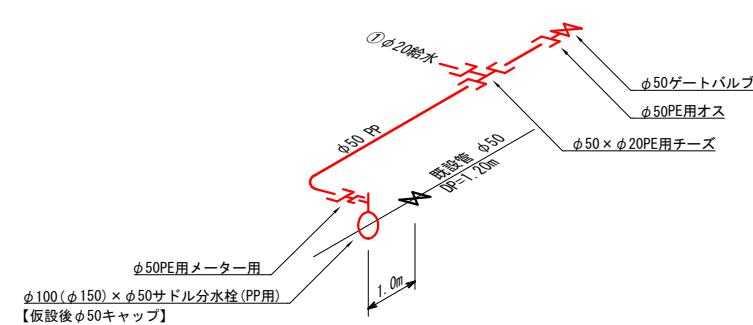 ①φ20給水
φ50ゲートバルブ
φ50PE用オス
φ50×φ20PE用チーズ
φ50 PP
既設管 φ50
DP=1.20m
φ50PE用メーター用
φ100(φ150)×φ50サドル分水栓(PP用)
【仮設後φ50キャップ】
1.0m